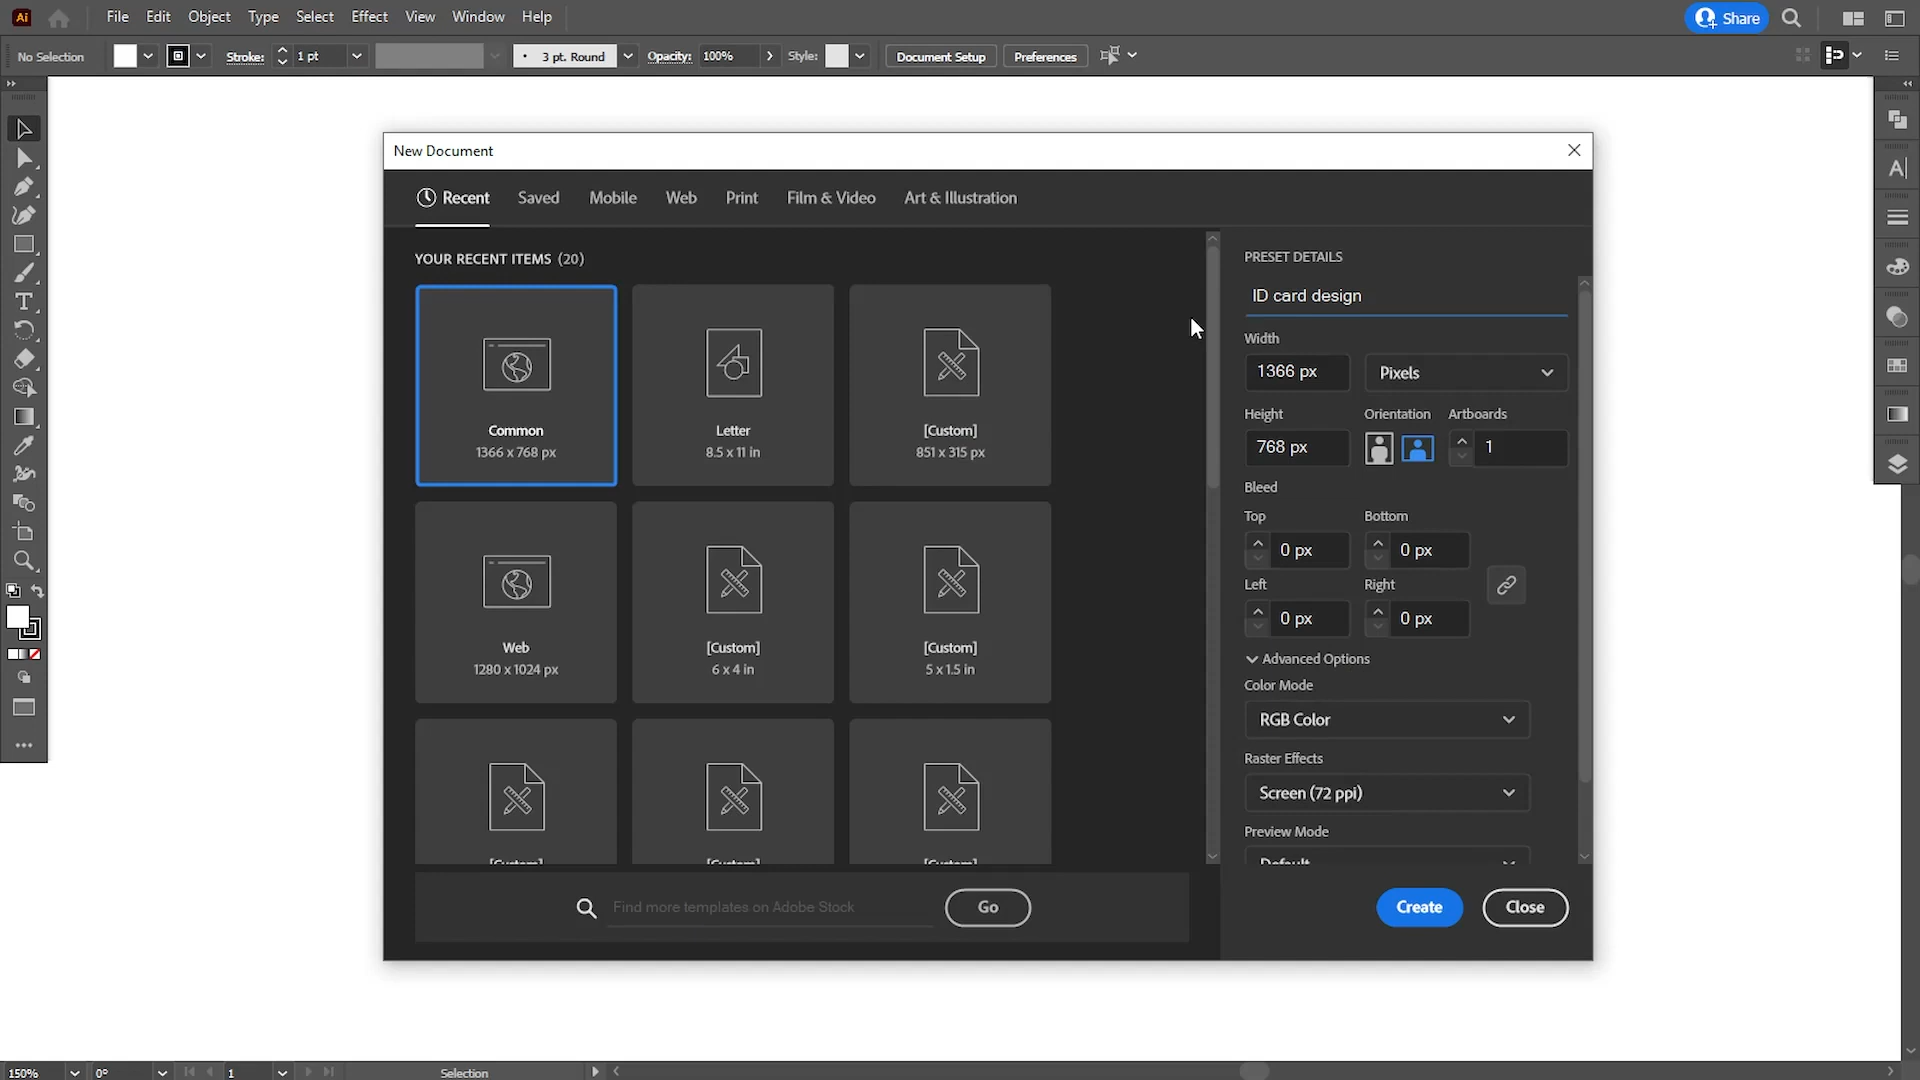 Ai File Edit Object Type Select Effect View Window Help Share
No Selection Stroke: 1 pt 3 pt. Round Opacity: 100% Style: Document Setup Preferences
New Document
Recent Saved Mobile Web Print Film & Video Art & Illustration
YOUR RECENT ITEMS (20)
PRESET DETAILS
ID card design
Width
1366 px Pixels
Height Orientation Artboards
768 px 1
Bleed
Top Bottom
0 px 0 px
Left Right
0 px 0 px
Advanced Options
Color Mode
RGB Color
Raster Effects
Screen (72 ppi)
Preview Mode
Default
Common Letter [Custom]
1366 x 768 px 8.5 x 11 in 851 x 315 px
Web [Custom] [Custom]
1280 x 1024 px 6 x 4 in 5 x 1.5 in
[Custom] [Custom] [Custom]
Find more templates on Adobe Stock Go
Create Close
150% 0° 1 Selection